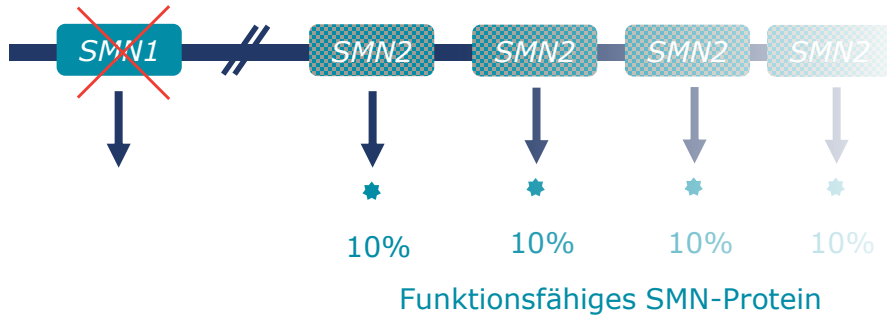 SMN1 SMN2 SMN2 SMN2 SMN2
10% 10% 10% 10%
Funktionsfähiges SMN-Protein